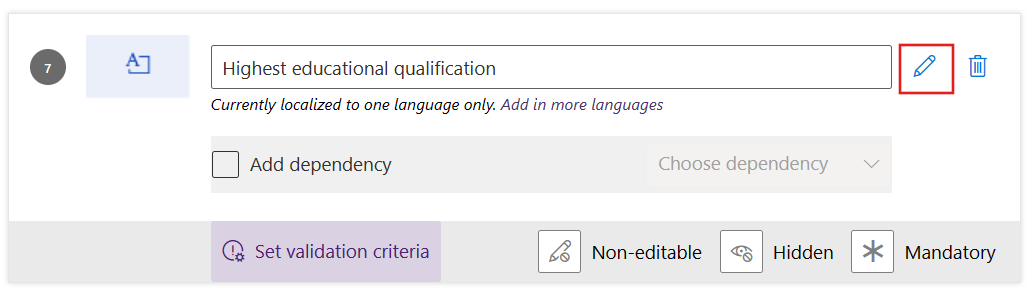 7
Highest educational qualification
Currently localized to one language only. Add in more languages
Add dependency
Choose dependency
Set validation criteria
Non-editable
Hidden
Mandatory